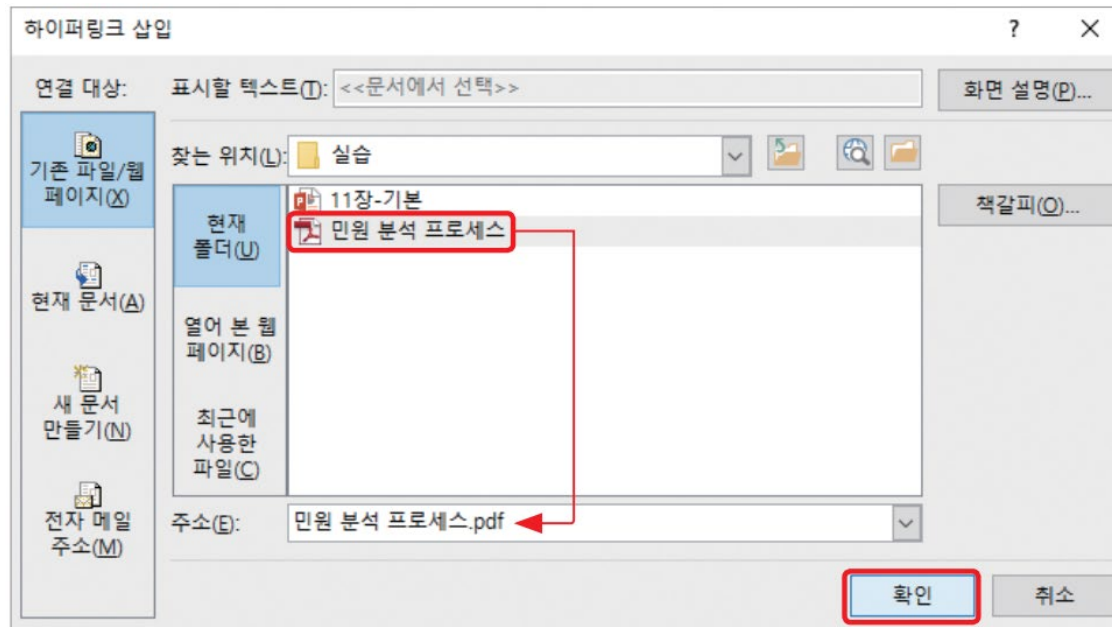 하이퍼링크 삽입
?
연결 대상:
표시할 텍스트(T):
<<문서에서 선택>>
화면 설명(P)...
기존 파일/웹
페이지(X)
찾는 위치(L):
실습
현재
폴더(U)
11장-기본
민원 분석 프로세스
책갈피(O)...
현재 문서(A)
열어 본 웹
페이지(B)
새 문서
만들기(N)
최근에
사용한
파일(C)
전자 메일
주소(M)
주소(E):
민원 분석 프로세스.pdf
확인
취소